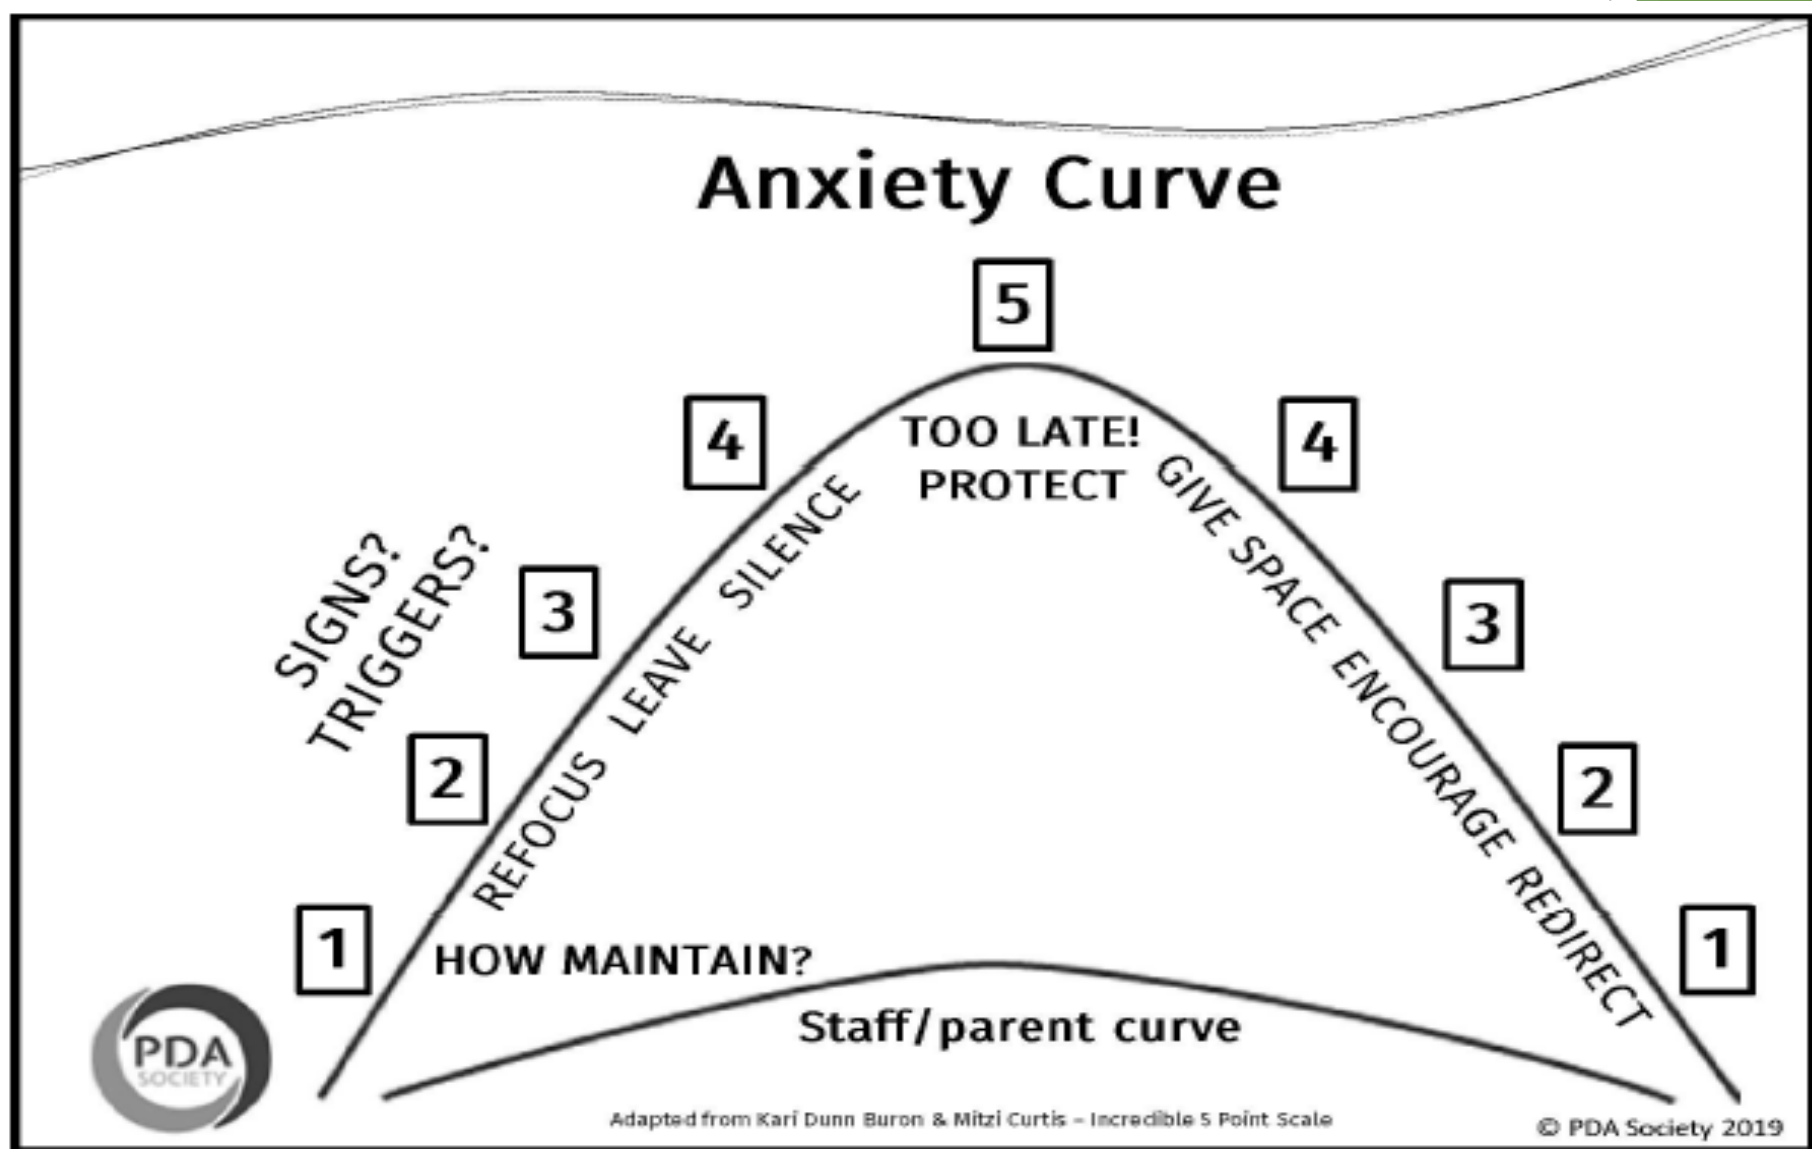 Anxiety Curve
5
4
4
TOO LATE!
PROTECT
SIGNS?
TRIGGERS?
3
3
2
2
1
1
REFOCUS LEAVE SILENCE
GIVE SPACE ENCOURAGE REDIRECT
HOW MAINTAIN?
Staff/parent curve
PDA
SOCIETY
Adapted from Kari Dunn Buron & Mitzi Curtis – Incredible 5 Point Scale
© PDA Society 2019